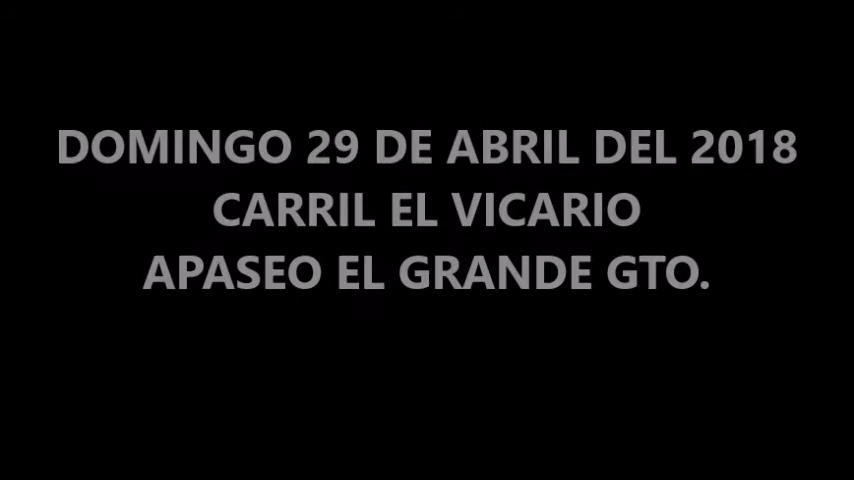 DOMINGO 29 DE ABRIL DEL 2018
CARRIL EL VICARIO
APASEO EL GRANDE GTO.